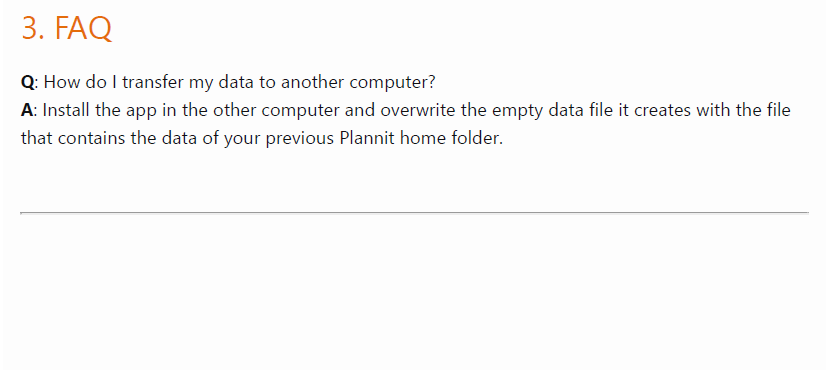 3. FAQ
Q: How do I transfer my data to another computer?
A: Install the app in the other computer and overwrite the empty data file it creates with the file
that contains the data of your previous Plannit home folder.